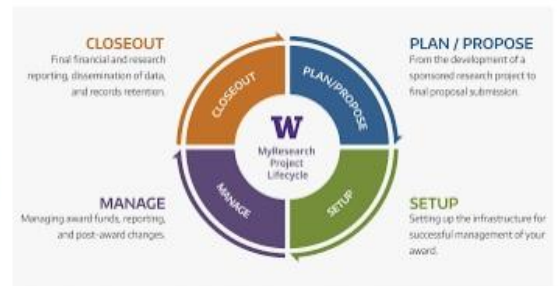 CLOSEOUT
Final financial and research
reporting, dissemination of data,
and records retention.
PLAN / PROPOSE
From the development of a
sponsored research project to
final proposal submission.
CLOSEOUT
PLAN/PROPOSE
W
MyResearch
Project
Lifecycle
MANAGE
SETUP
MANAGE
Managing award funds, reporting,
and post-award changes.
SETUP
Setting up the infrastructure for
successful management of your
award.